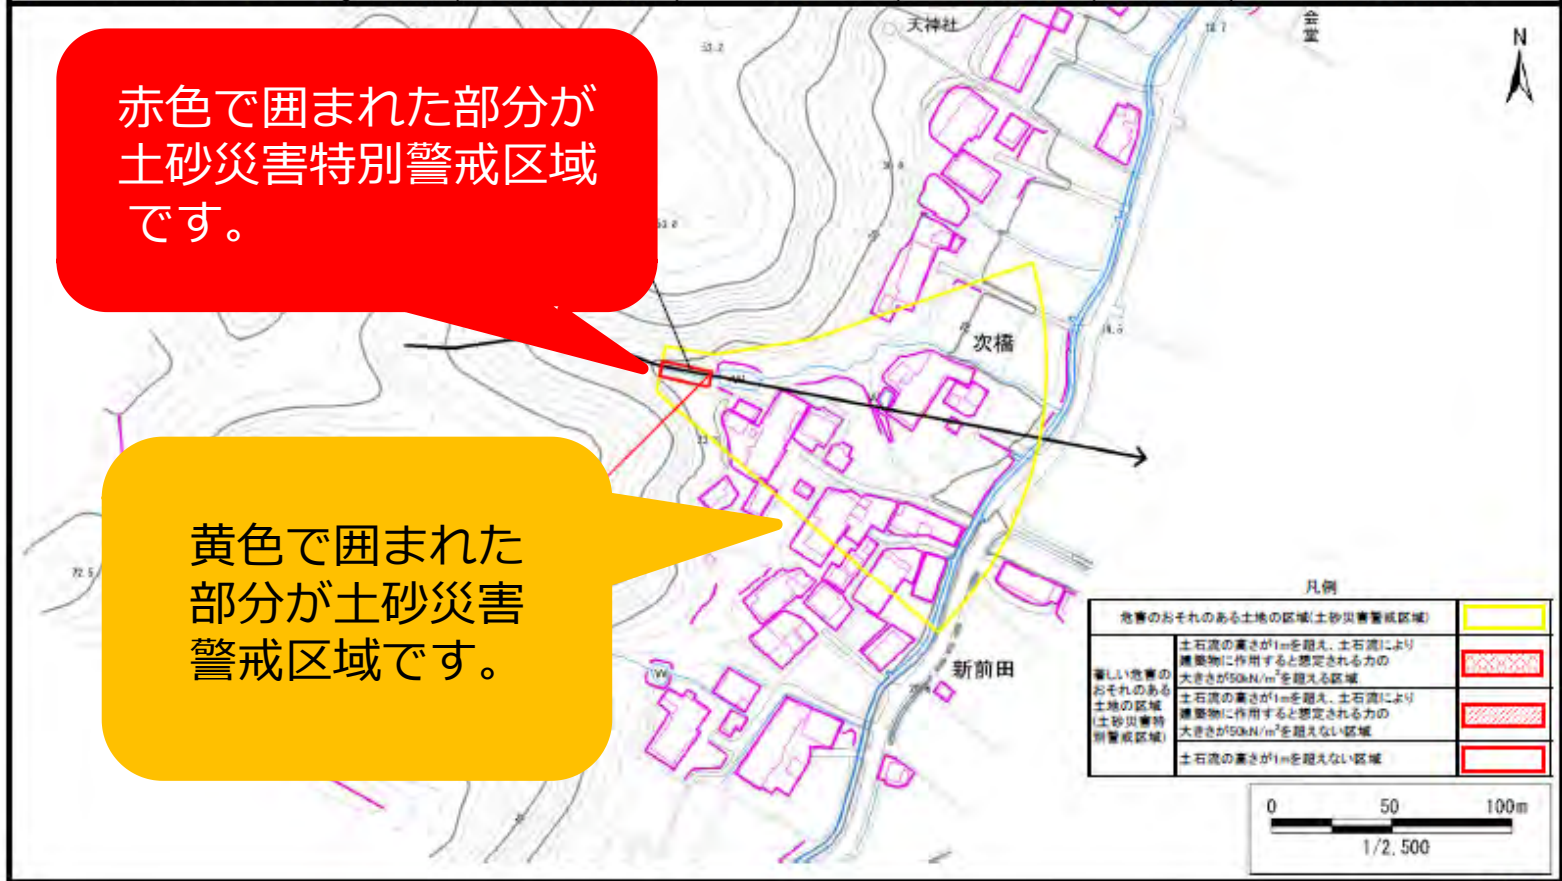 天神社
会堂
N
53.2
赤色で囲まれた部分が
土砂災害特別警戒区域
です。
次橋
黄色で囲まれた
部分が土砂災害
警戒区域です。
72.5
新前田
凡例
危害のおそれのある土地の区域(土砂災害警戒区域)
著しい危害の
おそれのある
土地の区域
(土砂災害特
別警戒区域)
土石流の高さが1mを超え、土石流により
建築物に作用すると想定される力の
大きさが50kN/m²を超える区域
土石流の高さが1mを超え、土石流により
建築物に作用すると想定される力の
大きさが50kN/m²を超えない区域
土石流の高さが1mを超えない区域
0 50 100m
1/2,500